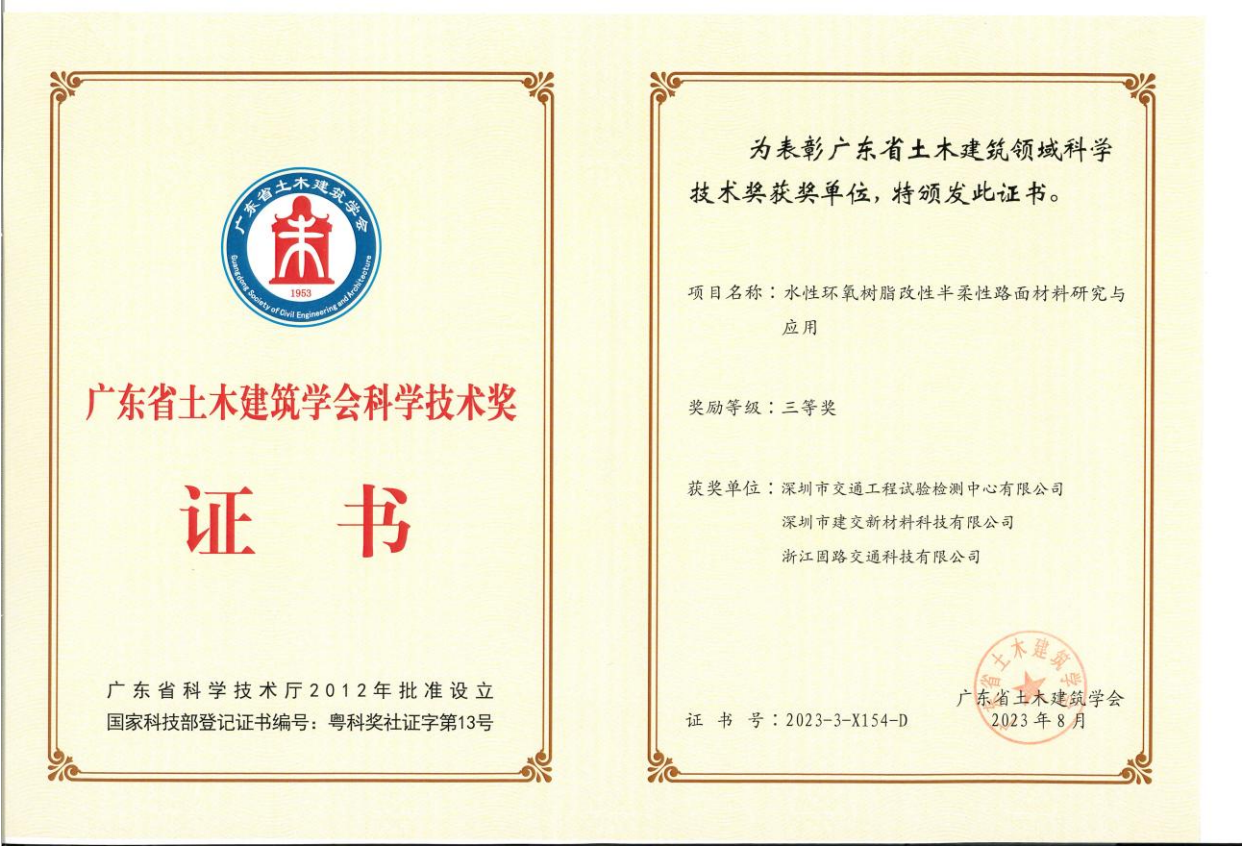 广东省土木建筑学会
Guangdong Society of Civil Engineering and Architecture
1953
广东省土木建筑学会科学技术奖
证 书
广东省科学技术厅2012年批准设立
国家科技部登记证书编号：粤科奖社证字第13号
为表彰广东省土木建筑领域科学
技术奖获奖单位，特颁发此证书。
项目名称：水性环氧树脂改性半柔性路面材料研究与
应用
奖励等级：三等奖
获奖单位：深圳市交通工程试验检测中心有限公司
深圳市建交新材料科技有限公司
浙江固路交通科技有限公司
省土木建筑学
广东省土木建筑学会
证 书 号：2023-3-X154-D
2023年8月